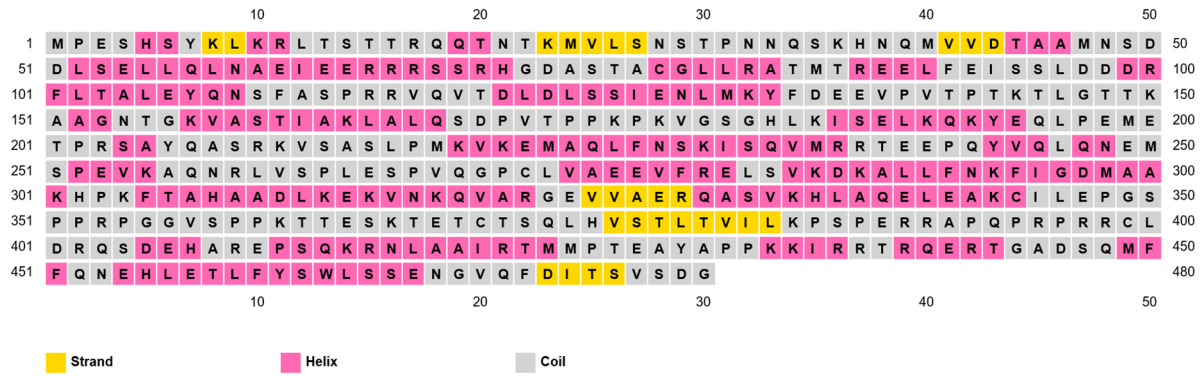 10 20 30 40 50
1 M P E S H S Y K L K R L T S T T R Q Q T N T K M V L S N S T P N N Q S K H N Q M V V D T A A M N S D 50
51 D L S E L L Q L N A E I E E R R R S S R H G D A S T A C G L L R A T M T R E E L F E I S S L D D D R 100
101 F L T A L E Y Q N S F A S P R R V Q V T D L D L S S I E N L M K Y F D E E V P V T P T K T L G T T K 150
151 A A G N T G K V A S T I A K L A L Q S D P V T P P K P K V G S G H L K I S E L K Q K Y E Q L P E M E 200
201 T P R S A Y Q A S R K V S A S L P M K V K E M A Q L F N S K I S Q V M R R T E E P Q Y V Q L Q N E M 250
251 S P E V K A Q N R L V S P L E S P V Q G P C L V A E E V F R E L S V K D K A L L F N K F I G D M A A 300
301 K H P K F T A H A A D L K E K V N K Q V A R G E V V A E R Q A S V K H L A Q E L E A K C I L E P G S 350
351 P P R P G G V S P P K T T E S K T E T C T S Q L H V S T L T V I L K P S P E R R A P Q P R P R R C L 400
401 D R Q S D E H A R E P S Q K R N L A A I R T M M P T E A Y A P P K K I R R T R Q E R T G A D S Q M F 450
451 F Q N E H L E T L F Y S W L S S E N G V Q F D I T S V S D G 480
10 20 30 40 50
Strand Helix Coil